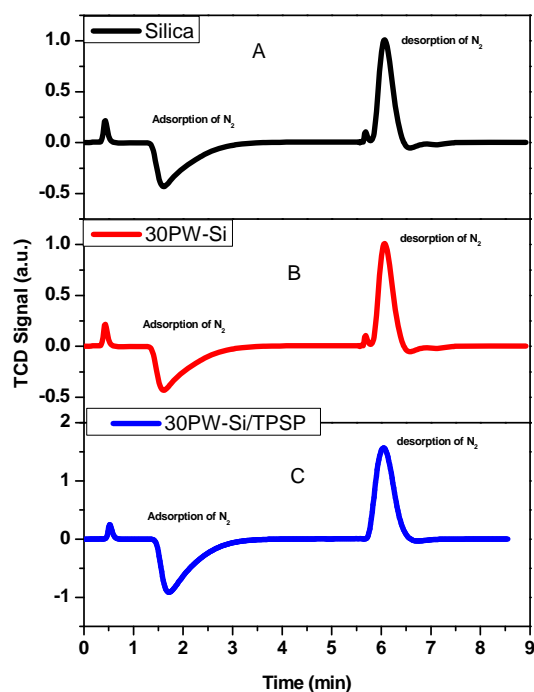 Silica
A
desorption of N2
Adsorption of N2
1.0
0.5
0.0
-0.5
30PW-Si
B
desorption of N2
Adsorption of N2
1.0
0.5
0.0
-0.5
30PW-Si/TPSP
C
desorption of N2
Adsorption of N2
2
1
0
-1
TCD Signal (a.u.)
0 1 2 3 4 5 6 7 8 9
Time (min)